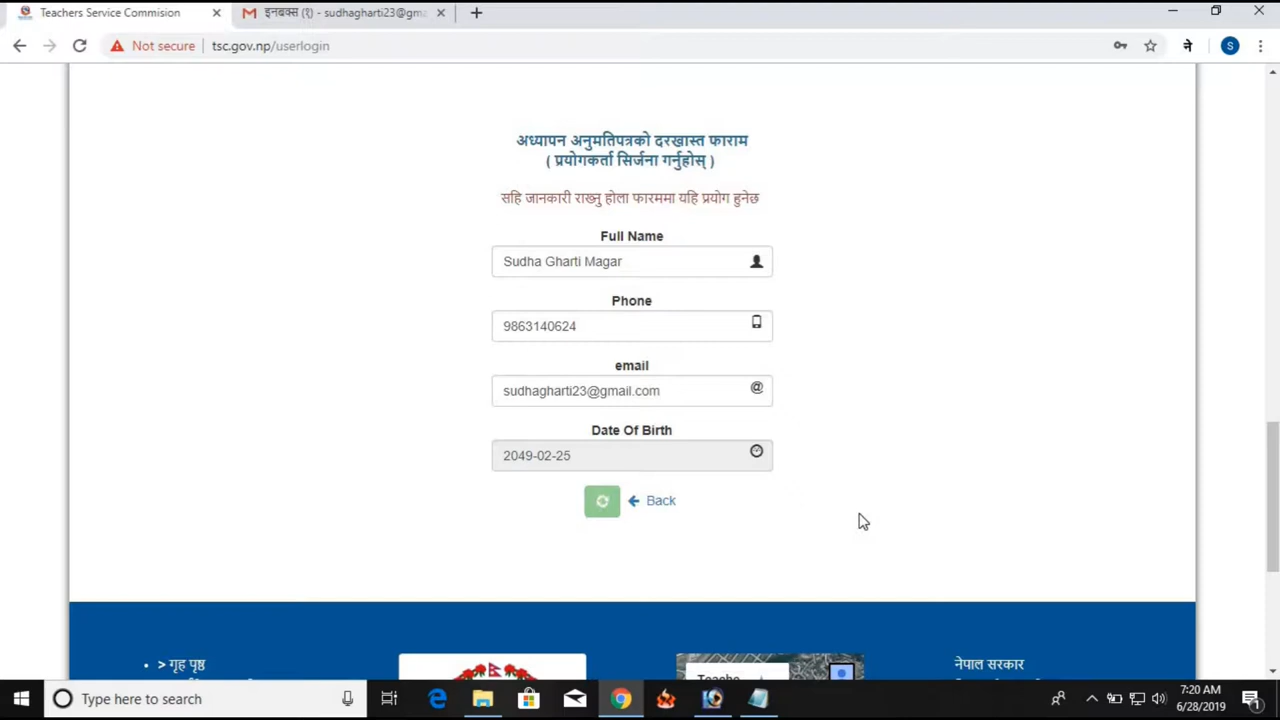 Teachers Service Commision
इनबक्स (१) - sudhagharti23@gma
Not secure
tsc.gov.np/userlogin
ने
S
अध्यापन अनुमतिपत्रको दरखास्त फाराम
( प्रयोगकर्ता सिर्जना गर्नुहोस् )
सहि जानकारी राख्नु होला फारममा यहि प्रयोग हुनेछ
Full Name
Sudha Gharti Magar
Phone
9863140624
email
sudhagharti23@gmail.com
@
Date Of Birth
2049-02-25
Back
> गृह पृष्ठ
नेपाल सरकार
Type here to search
7:20 AM
6/28/2019
1